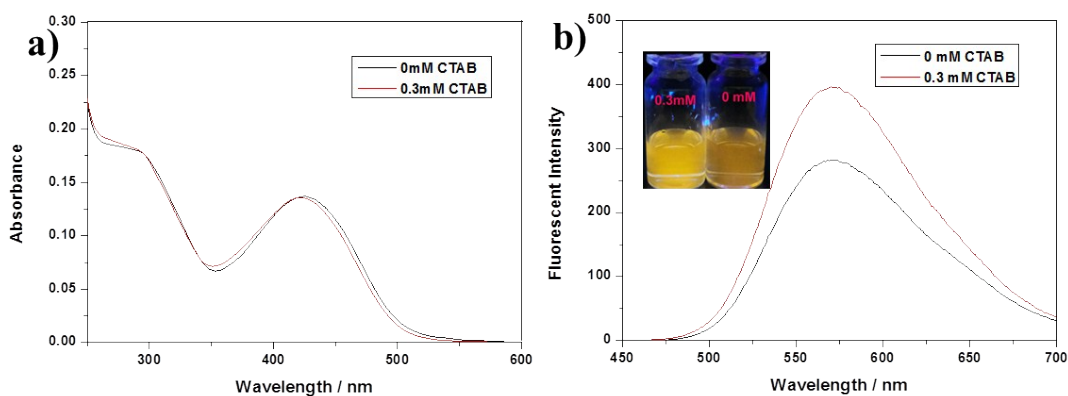 a)
0mM CTAB
0.3mM CTAB
0.30
0.25
0.20
0.15
0.10
0.05
0.00
Absorbance
300 400 500 600
Wavelength / nm
b)
0 mM CTAB
0.3 mM CTAB
0.3mM 0 mM
500
400
300
200
100
0
Fluorescent Intensity
450 500 550 600 650 700
Wavelength / nm